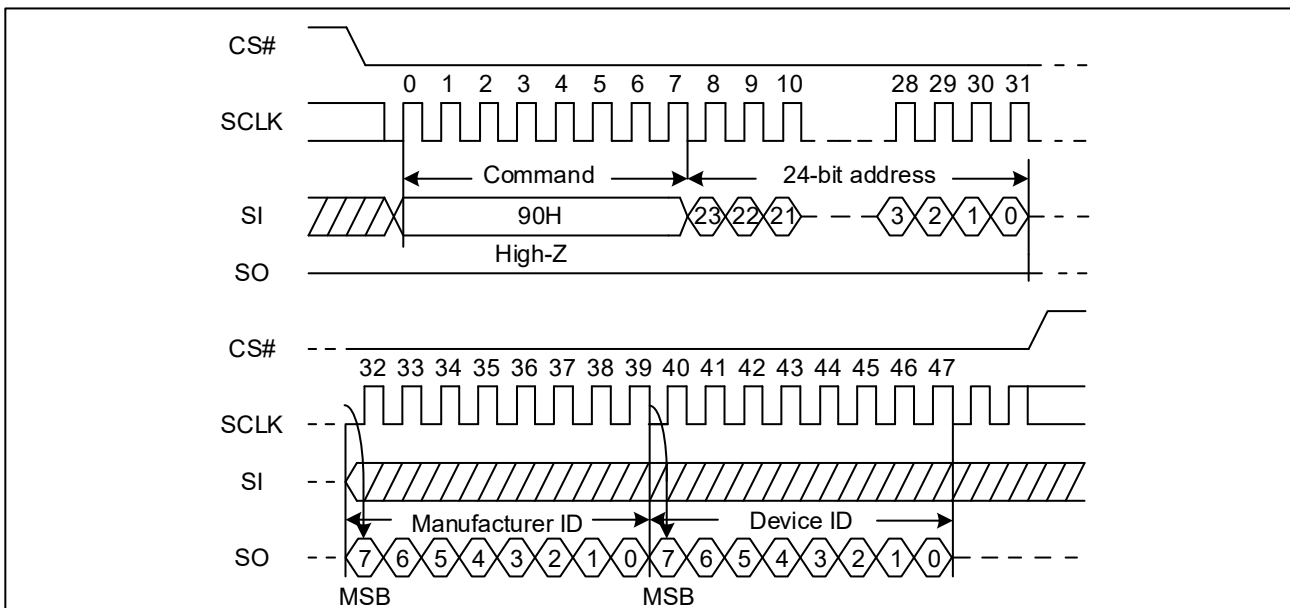 CS#
0 1 2 3 4 5 6 7 8 9 10 28 29 30 31
SCLK
Command 24-bit address
SI 90H 23 22 21 3 2 1 0
High-Z
SO
CS#
32 33 34 35 36 37 38 39 40 41 42 43 44 45 46 47
SCLK
SI
Manufacturer ID Device ID
SO 7 6 5 4 3 2 1 0 7 6 5 4 3 2 1 0
MSB MSB